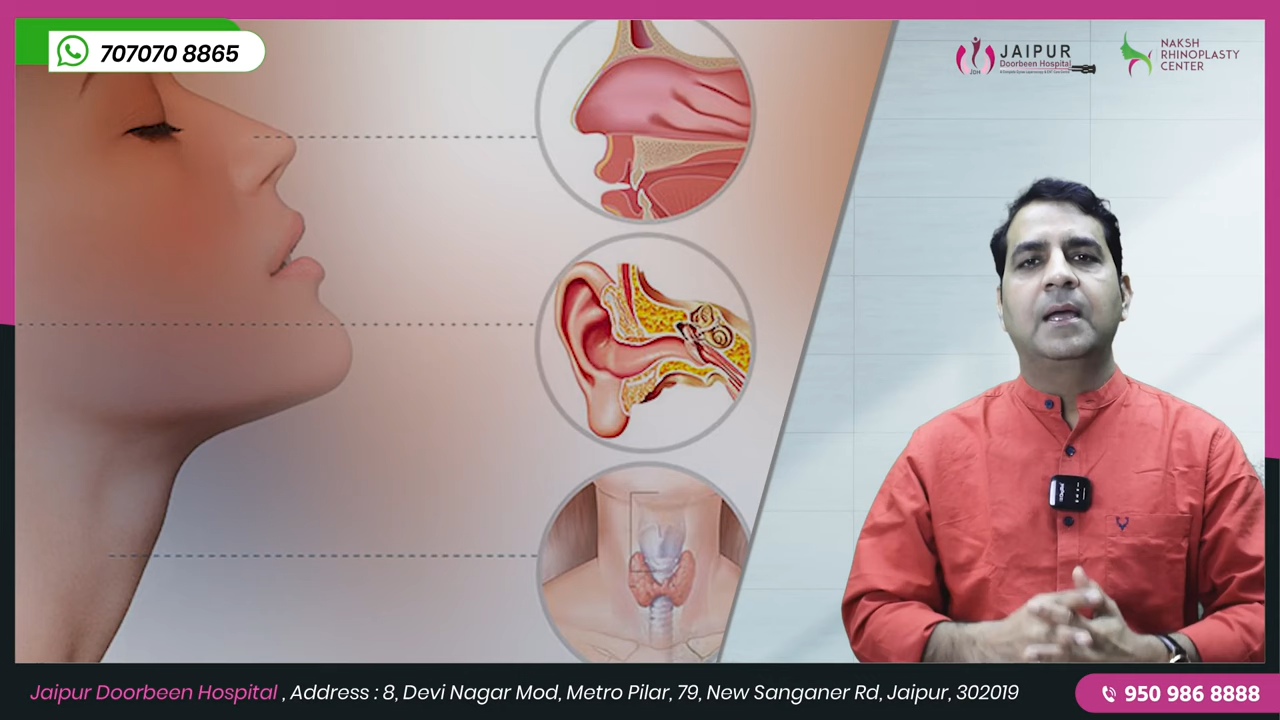 707070 8865
JAIPUR
Doorbeen Hospital
JDH
NAKSH
RHINOPLASTY
CENTER
Jaipur Doorbeen Hospital , Address : 8, Devi Nagar Mod, Metro Pilar, 79, New Sanganer Rd, Jaipur, 302019
950 986 8888